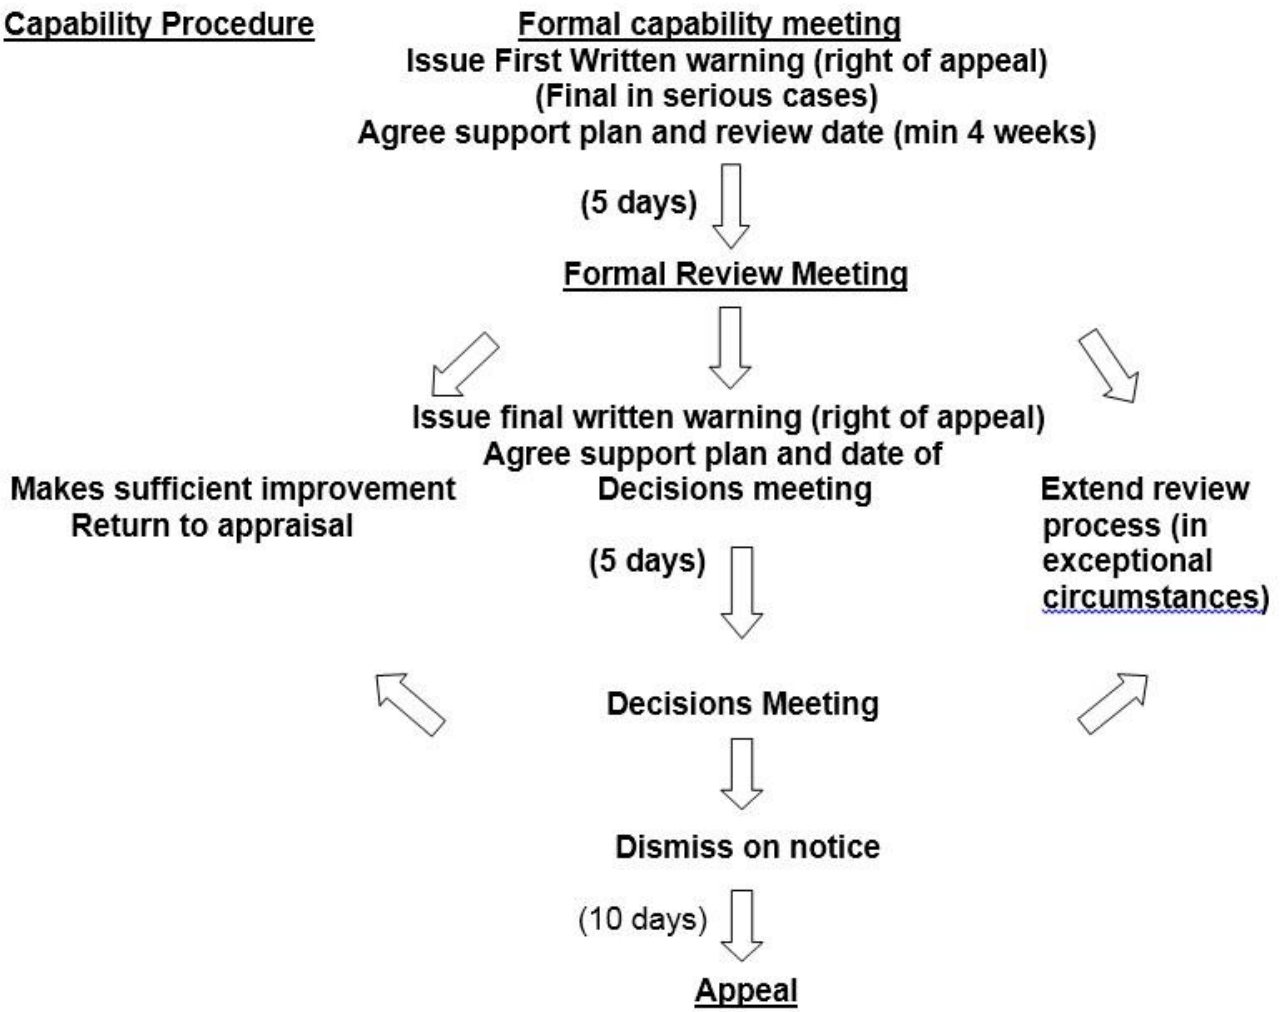 Capability Procedure
Formal capability meeting
Issue First Written warning (right of appeal)
(Final in serious cases)
Agree support plan and review date (min 4 weeks)
(5 days)
Formal Review Meeting
Issue final written warning (right of appeal)
Agree support plan and date of
Decisions meeting
Makes sufficient improvement
Return to appraisal
Extend review
process (in
exceptional
circumstances)
(5 days)
Decisions Meeting
Dismiss on notice
(10 days)
Appeal